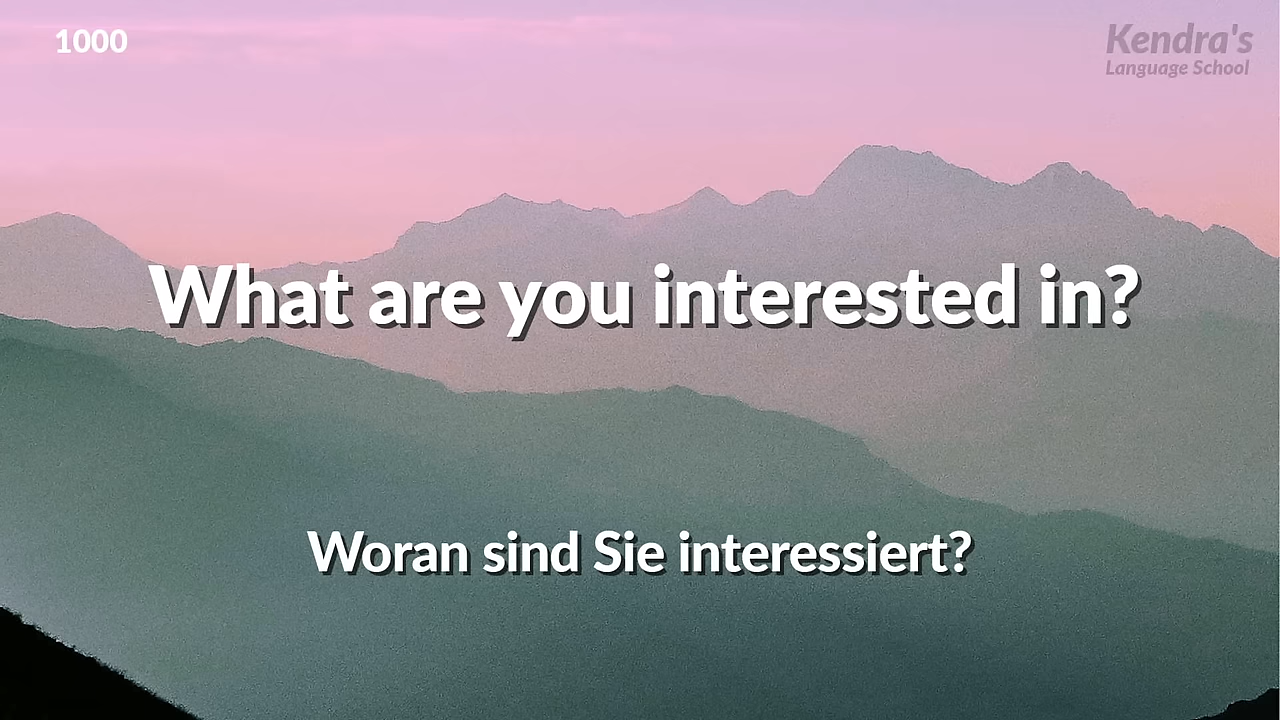 1000
Kendra's
Language School
What are you interested in?
Woran sind Sie interessiert?